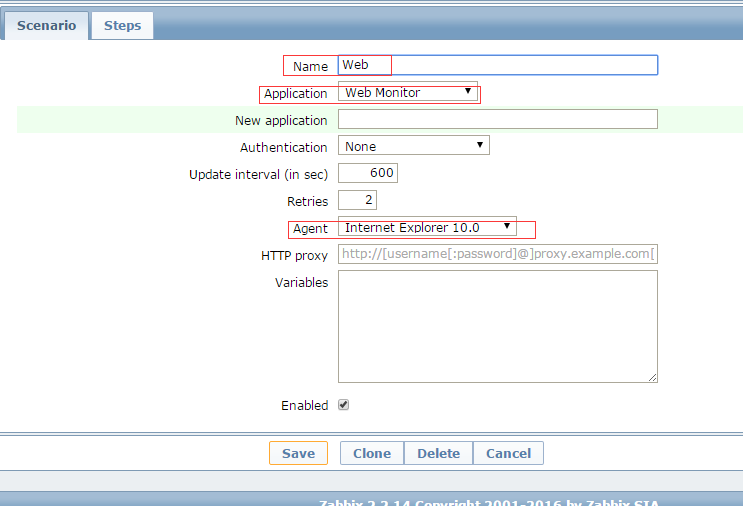 Scenario Steps
Name Web
Application Web Monitor
New application
Authentication None
Update interval (in sec) 600
Retries 2
Agent Internet Explorer 10.0
HTTP proxy http://[username[:password]@]proxy.example.com[
Variables
Enabled
Save Clone Delete Cancel
Zabbix 2.2.14 Copyright 2001-2016 by Zabbix SIA